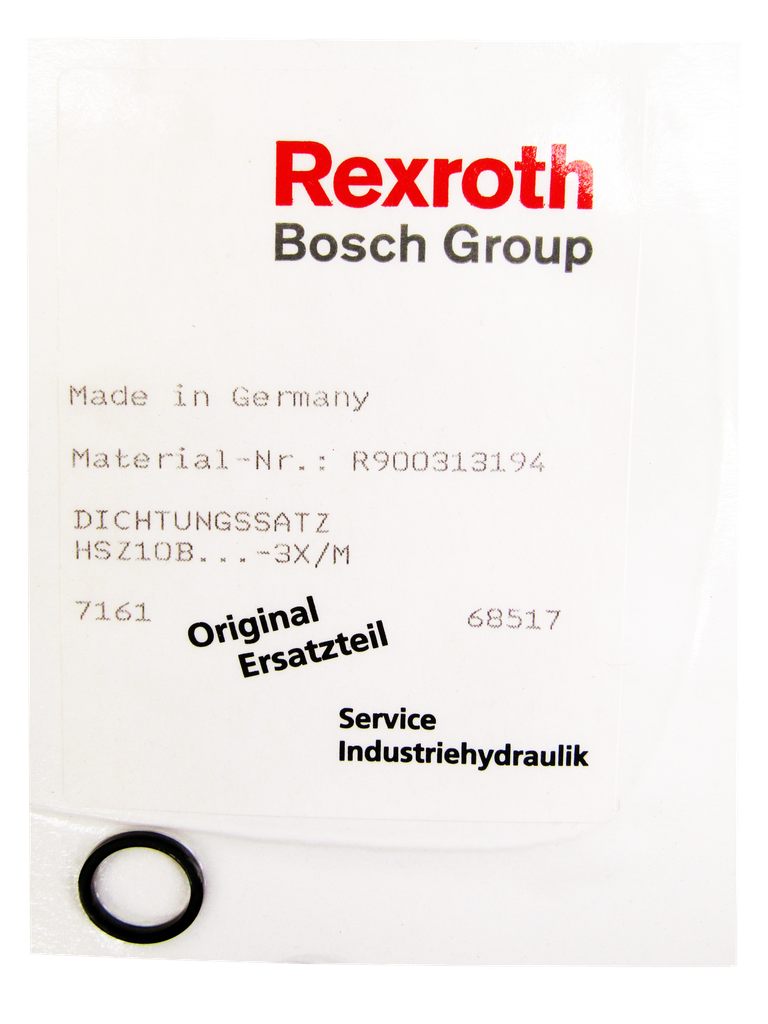 Rexroth
Bosch Group
Made in Germany
Material-Nr.: R900313194
DICHTUNGSSATZ
HSZ10B...-3X/M
7161
68517
Original
Ersatzteil
Service
Industriehydraulik